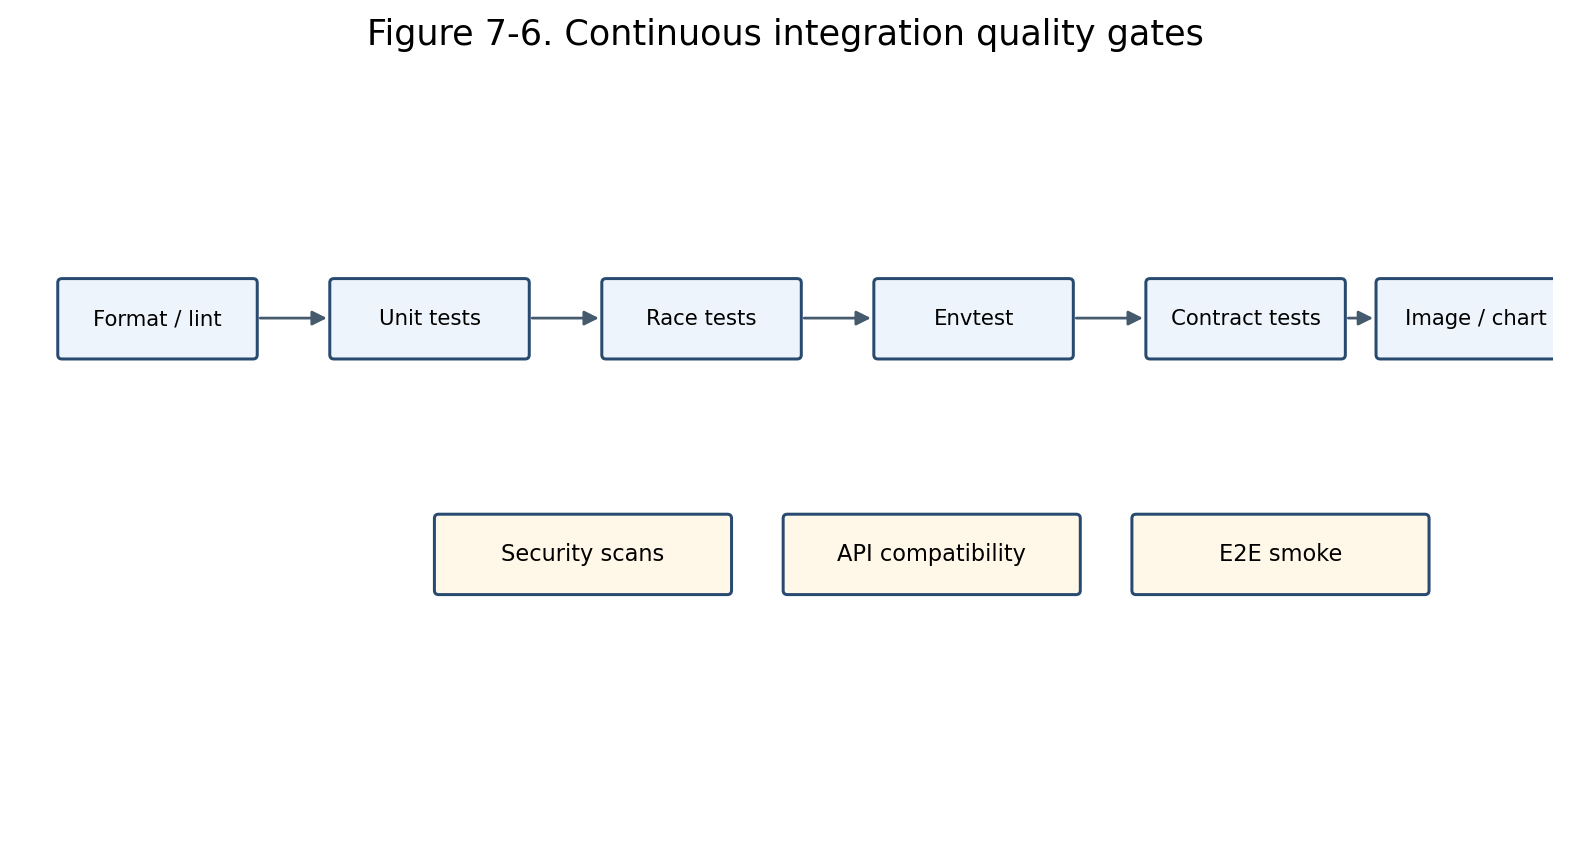 Figure 7-6. Continuous integration quality gates
Format / lint
Unit tests
Race tests
Envtest
Contract tests
Image / chart
Security scans
API compatibility
E2E smoke